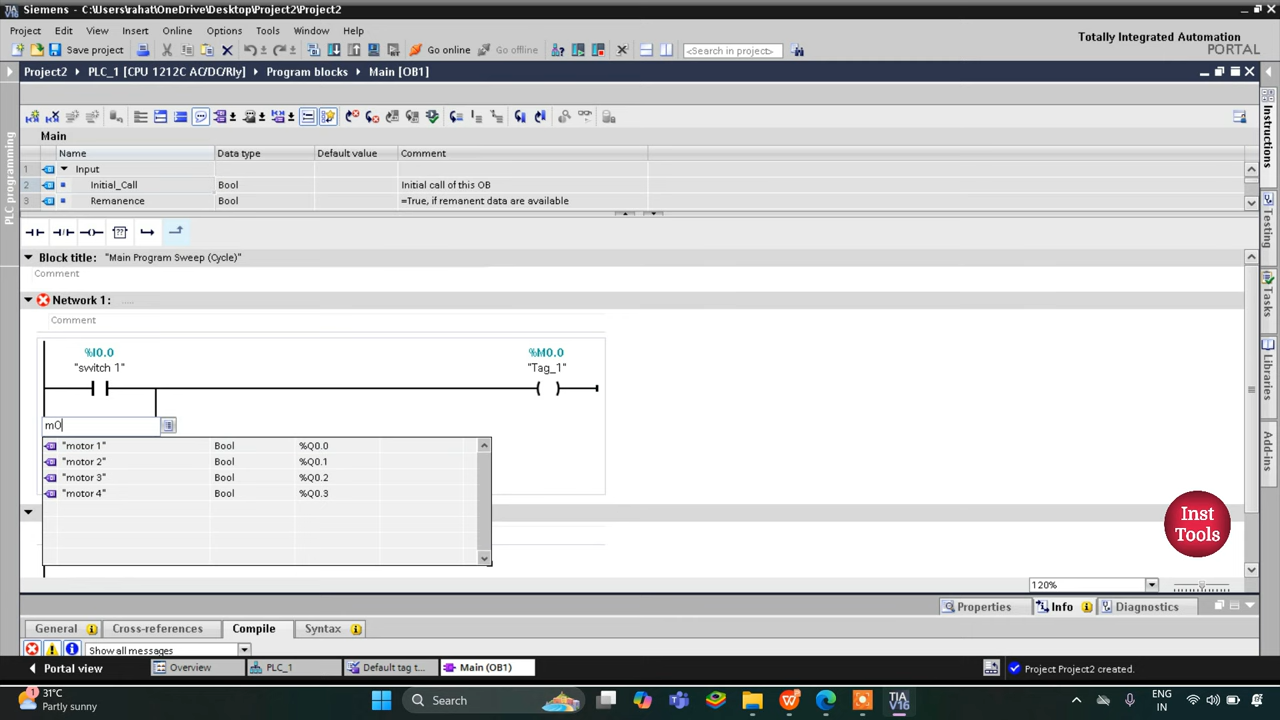 Siemens - C:\Users\rahat\OneDrive\Desktop\Project2\Project2
Project Edit View Insert Online Options Tools Window Help
Totally Integrated Automation
PORTAL
Save project Go online Go offline <Search in project>
Project2 PLC_1 [CPU 1212C AC/DC/Rly] Program blocks Main [OB1]
PLC programming
Main
Name Data type Default value Comment
1 Input
2 Initial_Call Bool Initial call of this OB
3 Remanence Bool =True, if remanent data are available
??
Block title: "Main Program Sweep (Cycle)"
Comment
Network 1: .....
Comment
%I0.0 %M0.0
"switch 1" "Tag_1"
m0
"motor 1" Bool %Q0.0
"motor 2" Bool %Q0.1
"motor 3" Bool %Q0.2
"motor 4" Bool %Q0.3
Inst
Tools
120%
Instructions
Testing
Tasks
Libraries
Add-ins
Properties Info Diagnostics
General Cross-references Compile Syntax
Show all messages
Portal view Overview PLC_1 Default tag t... Main (OB1) Project Project2 created.
31°C
Partly sunny
Search
TIA
V16
ENG
IN